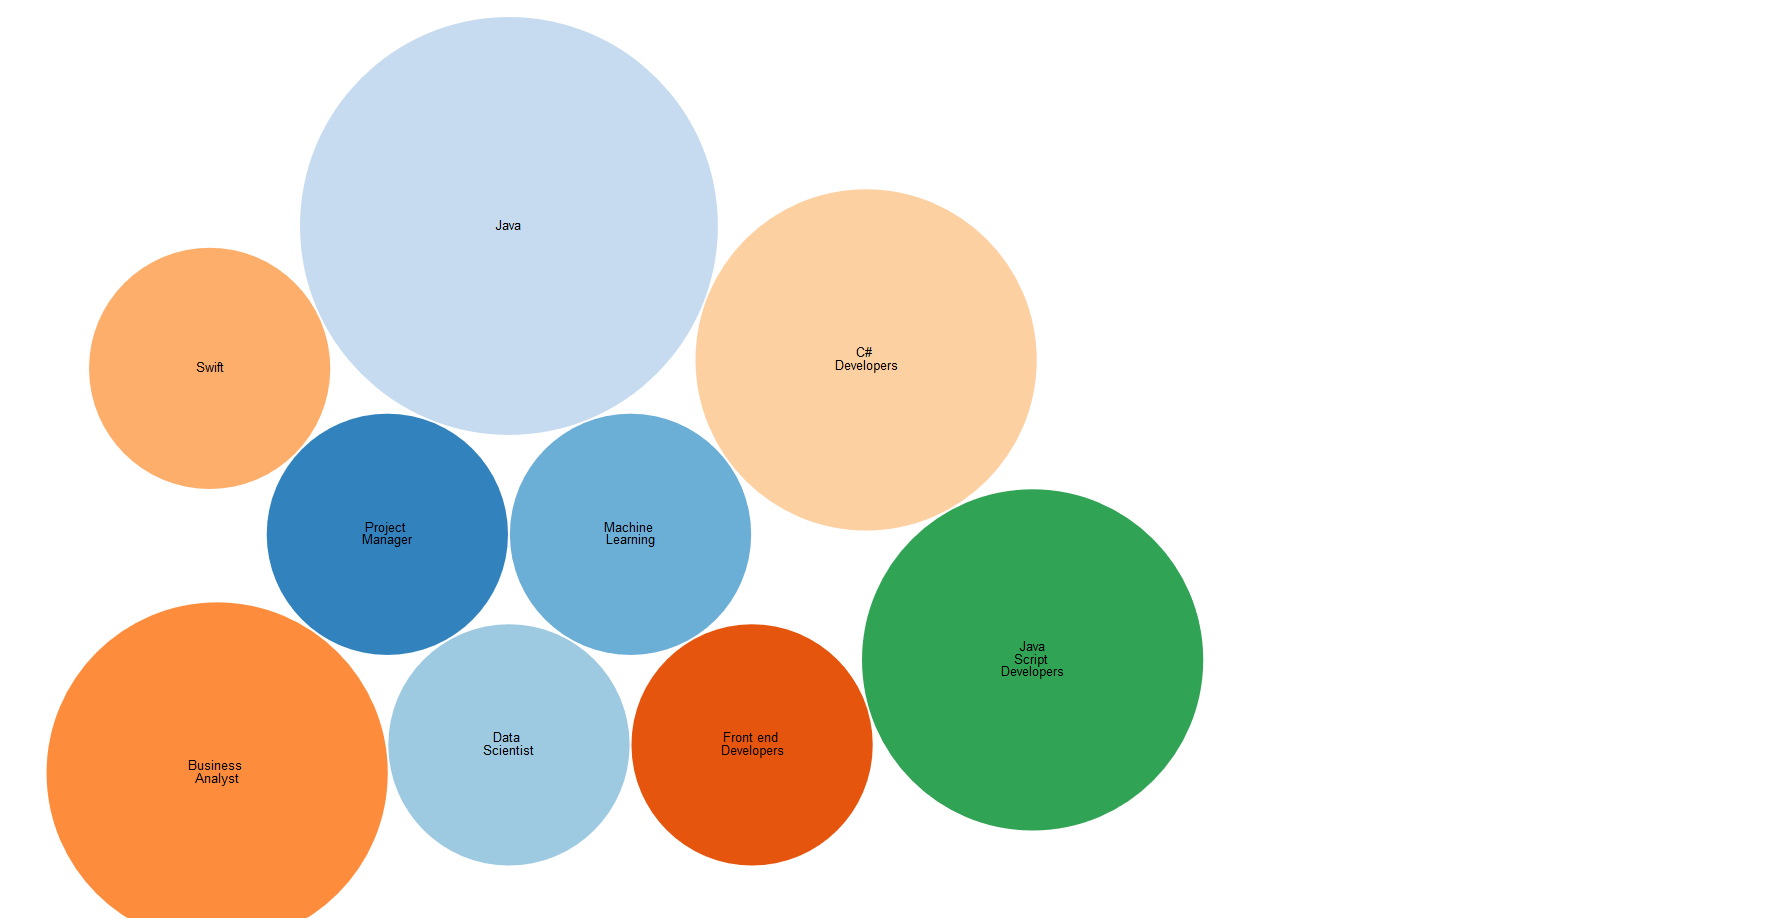 Java
C#
Developers
Swift
Project
Manager
Machine
Learning
Java
Script
Developers
Data
Scientist
Front end
Developers
Business
Analyst